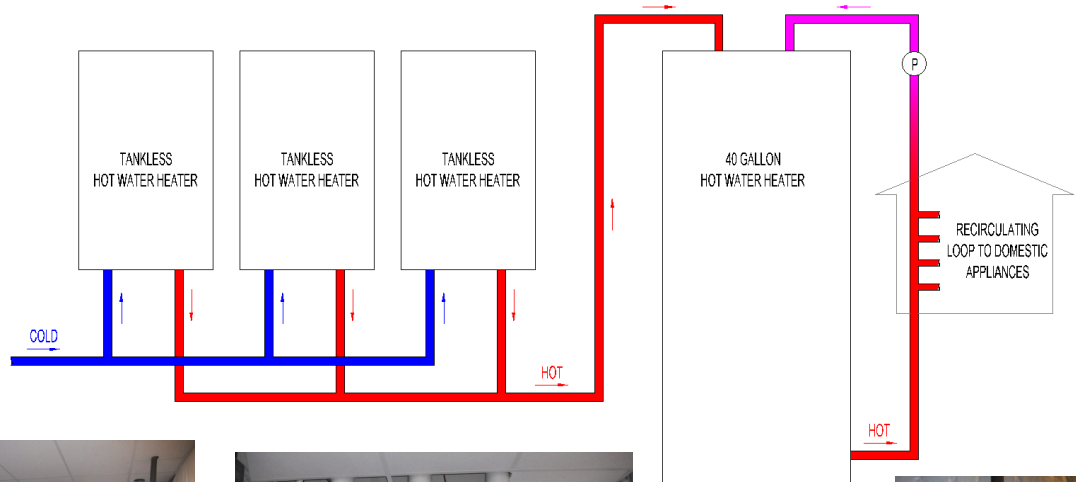 TANKLESS
HOT WATER HEATER
TANKLESS
HOT WATER HEATER
TANKLESS
HOT WATER HEATER
40 GALLON
HOT WATER HEATER
P
RECIRCULATING
LOOP TO DOMESTIC
APPLIANCES
COLD
HOT
HOT